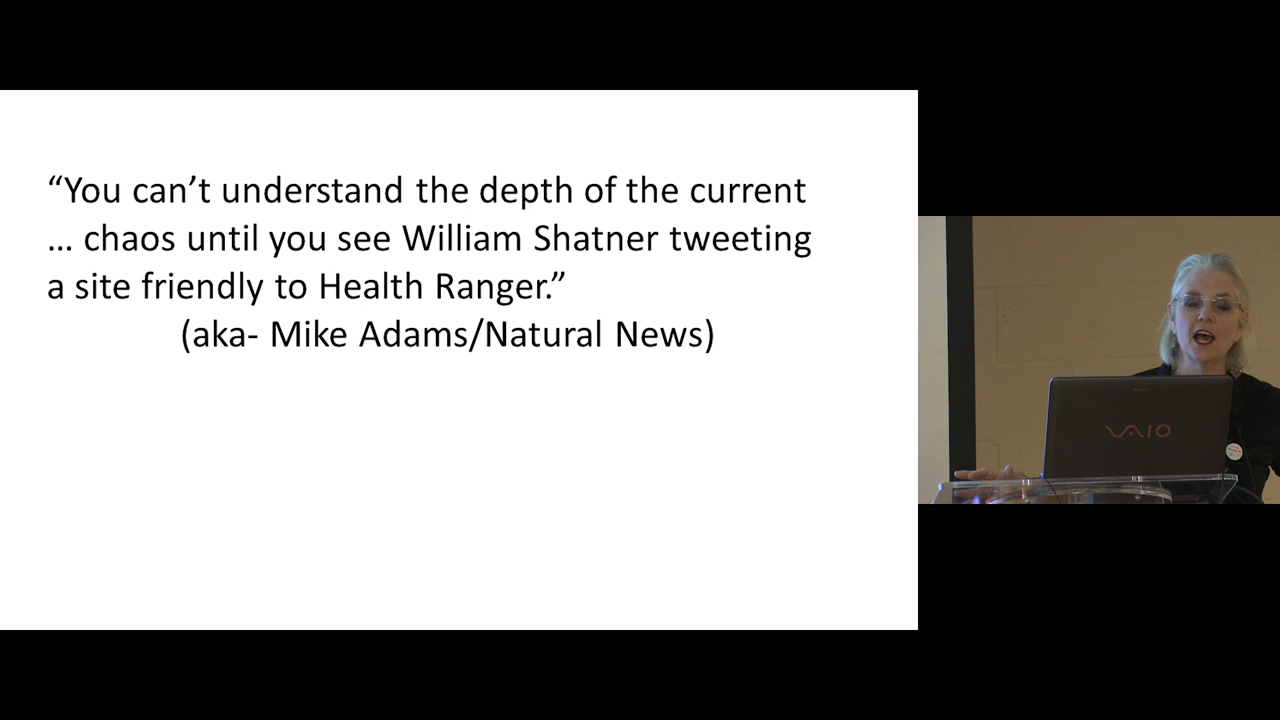 “You can’t understand the depth of the current
… chaos until you see William Shatner tweeting
a site friendly to Health Ranger.”
(aka- Mike Adams/Natural News)
VAIO